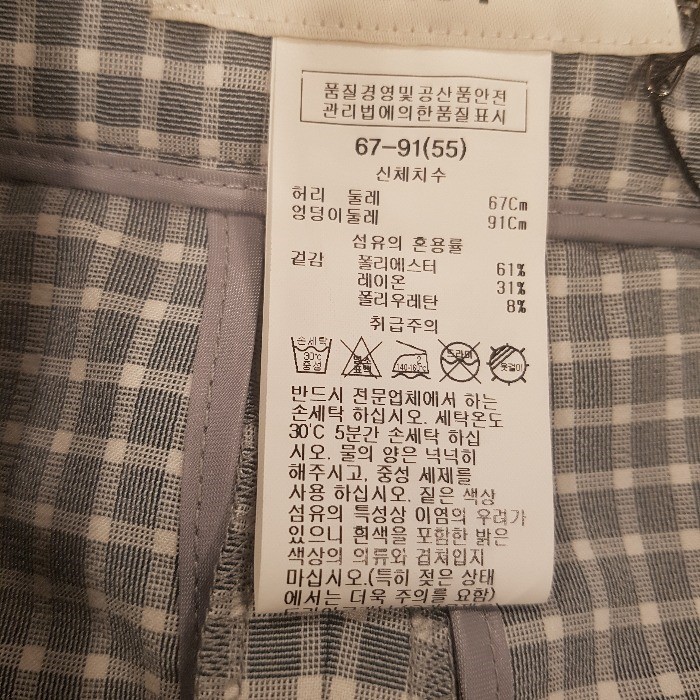 품질경영및공산품안전
관리법에의한품질표시
67-91(55)
신체치수
허리 둘레 67Cm
엉덩이둘레 91Cm
섬유의 혼용률
겉감 폴리에스터 61%
레이온 31%
폴리우레탄 8%
취급주의
손세탁 30℃ 중성
염소 표백
140-160℃
드라이
옷걸이
반드시 전문업체에서 하는
손세탁 하십시오. 세탁온도
30℃ 5분간 손세탁 하십
시오. 물의 양은 넉넉히
해주시고, 중성 세제를
사용 하십시오. 짙은 색상
섬유의 특성상 이염의 우려가
있으니 흰색을 포함한 밝은
색상의 의류와 겹쳐입지
마십시오.(특히 젖은 상태
에서는 더욱 주의를 요함)